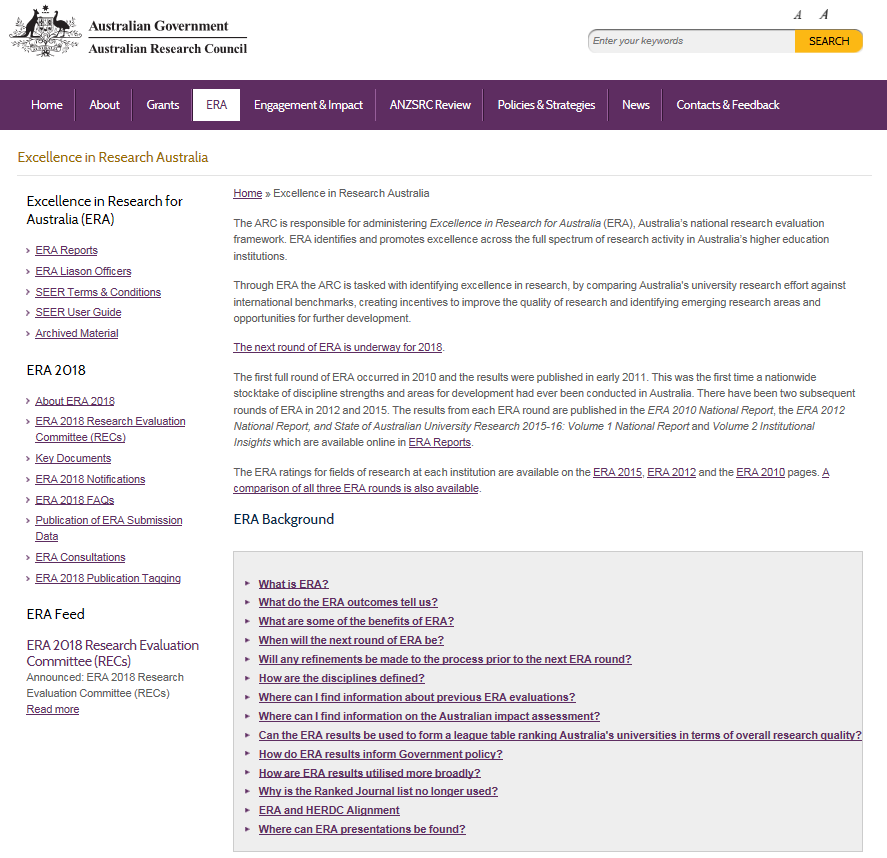 Australian Government
Australian Research Council
A A
Enter your keywords
SEARCH
Home
About
Grants
ERA
Engagement & Impact
ANZSRC Review
Policies & Strategies
News
Contacts & Feedback
Excellence in Research Australia
Excellence in Research for
Australia (ERA)
ERA Reports
ERA Liason Officers
SEER Terms & Conditions
SEER User Guide
Archived Material
ERA 2018
About ERA 2018
ERA 2018 Research Evaluation
Committee (RECs)
Key Documents
ERA 2018 Notifications
ERA 2018 FAQs
Publication of ERA Submission
Data
ERA Consultations
ERA 2018 Publication Tagging
ERA Feed
ERA 2018 Research Evaluation
Committee (RECs)
Announced: ERA 2018 Research
Evaluation Committee (RECs)
Read more
Home » Excellence in Research Australia
The ARC is responsible for administering Excellence in Research for Australia (ERA), Australia's national research evaluation
framework. ERA identifies and promotes excellence across the full spectrum of research activity in Australia's higher education
institutions.
Through ERA the ARC is tasked with identifying excellence in research, by comparing Australia's university research effort against
international benchmarks, creating incentives to improve the quality of research and identifying emerging research areas and
opportunities for further development.
The next round of ERA is underway for 2018.
The first full round of ERA occurred in 2010 and the results were published in early 2011. This was the first time a nationwide
stocktake of discipline strengths and areas for development had ever been conducted in Australia. There have been two subsequent
rounds of ERA in 2012 and 2015. The results from each ERA round are published in the ERA 2010 National Report, the ERA 2012
National Report, and State of Australian University Research 2015-16: Volume 1 National Report and Volume 2 Institutional
Insights which are available online in ERA Reports.
The ERA ratings for fields of research at each institution are available on the ERA 2015, ERA 2012 and the ERA 2010 pages. A
comparison of all three ERA rounds is also available.
ERA Background
What is ERA?
What do the ERA outcomes tell us?
What are some of the benefits of ERA?
When will the next round of ERA be?
Will any refinements be made to the process prior to the next ERA round?
How are the disciplines defined?
Where can I find information about previous ERA evaluations?
Where can I find information on the Australian impact assessment?
Can the ERA results be used to form a league table ranking Australia's universities in terms of overall research quality?
How do ERA results inform Government policy?
How are ERA results utilised more broadly?
Why is the Ranked Journal list no longer used?
ERA and HERDC Alignment
Where can ERA presentations be found?